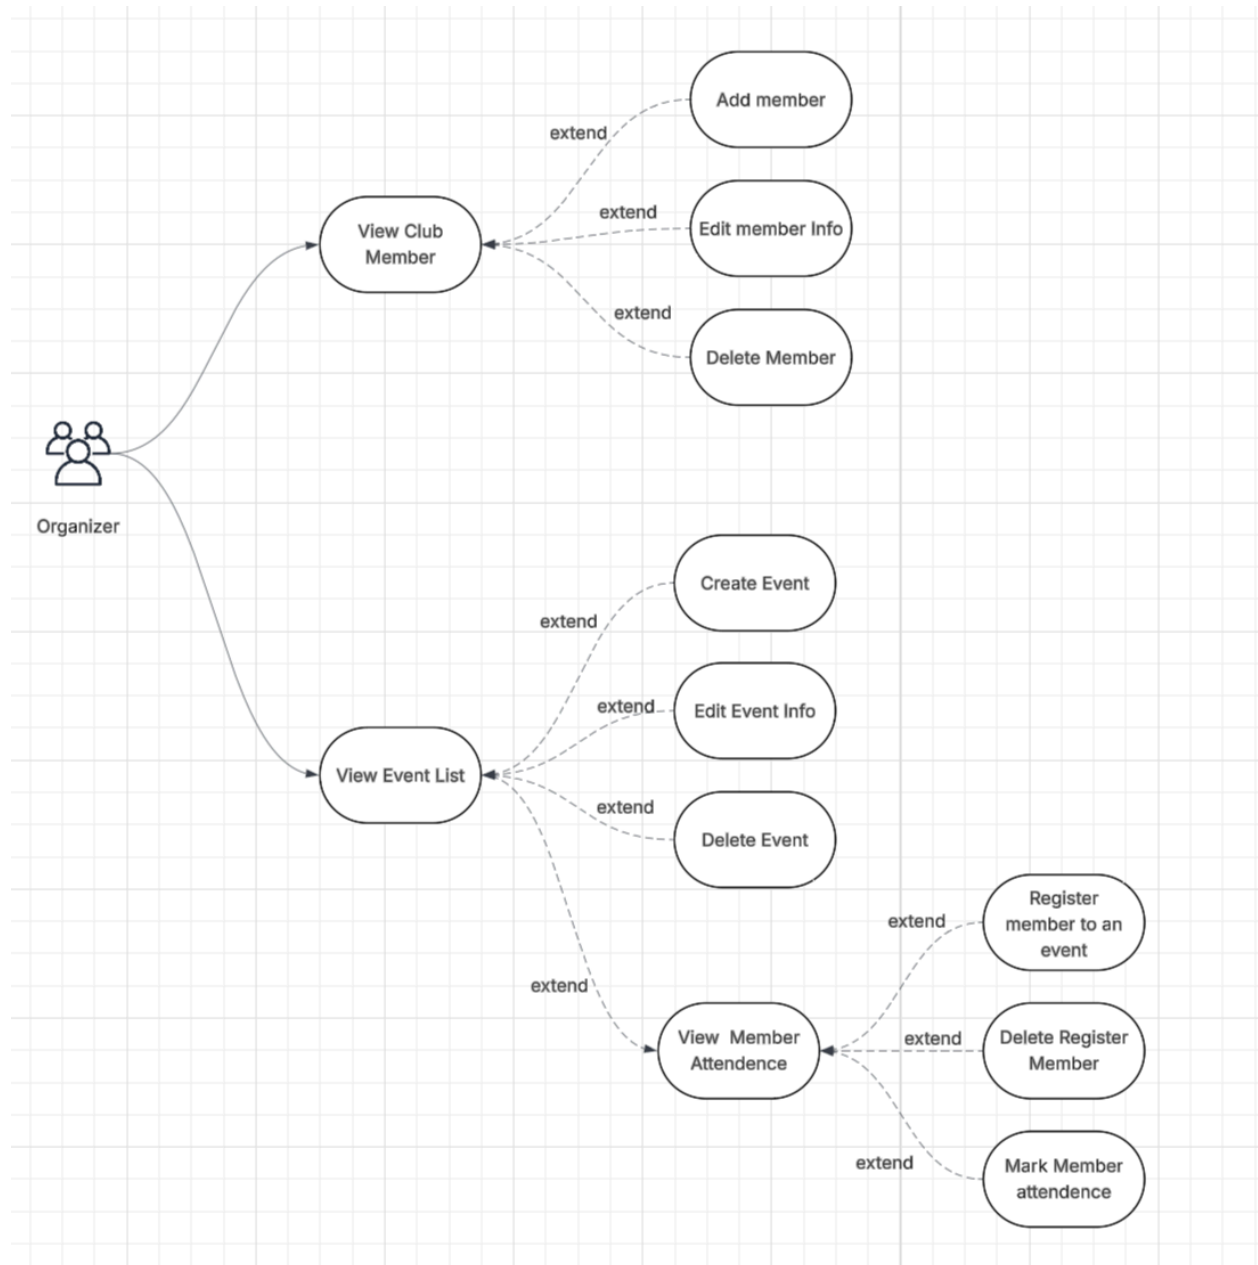 Add member
extend
extend
Edit member Info
View Club
Member
extend
Delete Member
Organizer
Create Event
extend
extend
Edit Event Info
View Event List
extend
Delete Event
Register
member to an
event
extend
extend
View  Member
Attendence
extend
Delete Register
Member
extend
Mark Member
attendence